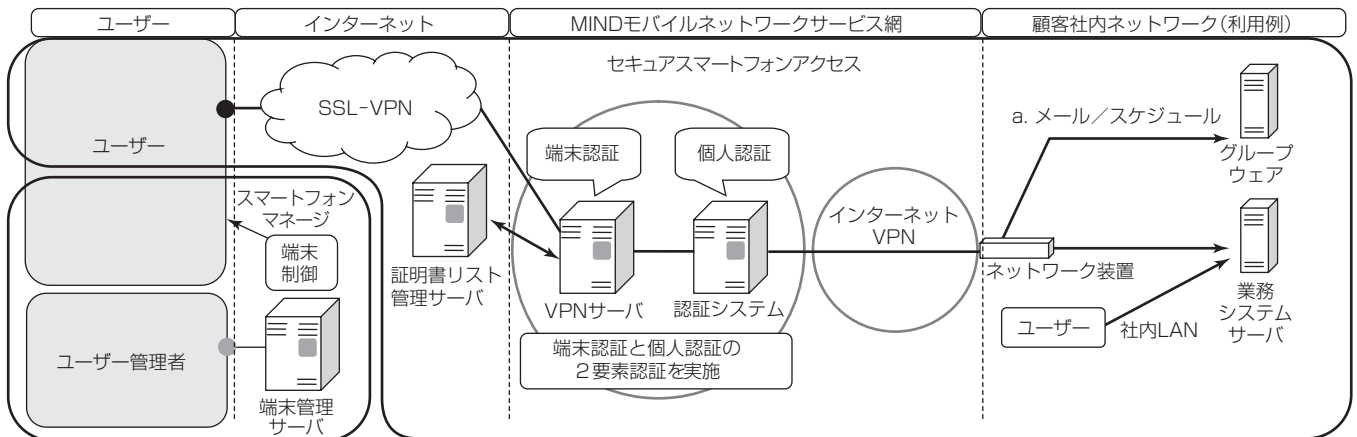 ユーザー
インターネット
MINDモバイルネットワークサービス網
顧客社内ネットワーク（利用例）
セキュアスマートフォンアクセス
SSL-VPN
ユーザー
端末認証
個人認証
a. メール／スケジュール
グループ
ウェア
スマートフォン
マネージ
端末
制御
証明書リスト
管理サーバ
VPNサーバ
認証システム
インターネット
VPN
ネットワーク装置
ユーザー
社内LAN
業務
システム
サーバ
端末認証と個人認証の
2要素認証を実施
ユーザー管理者
端末管理
サーバ